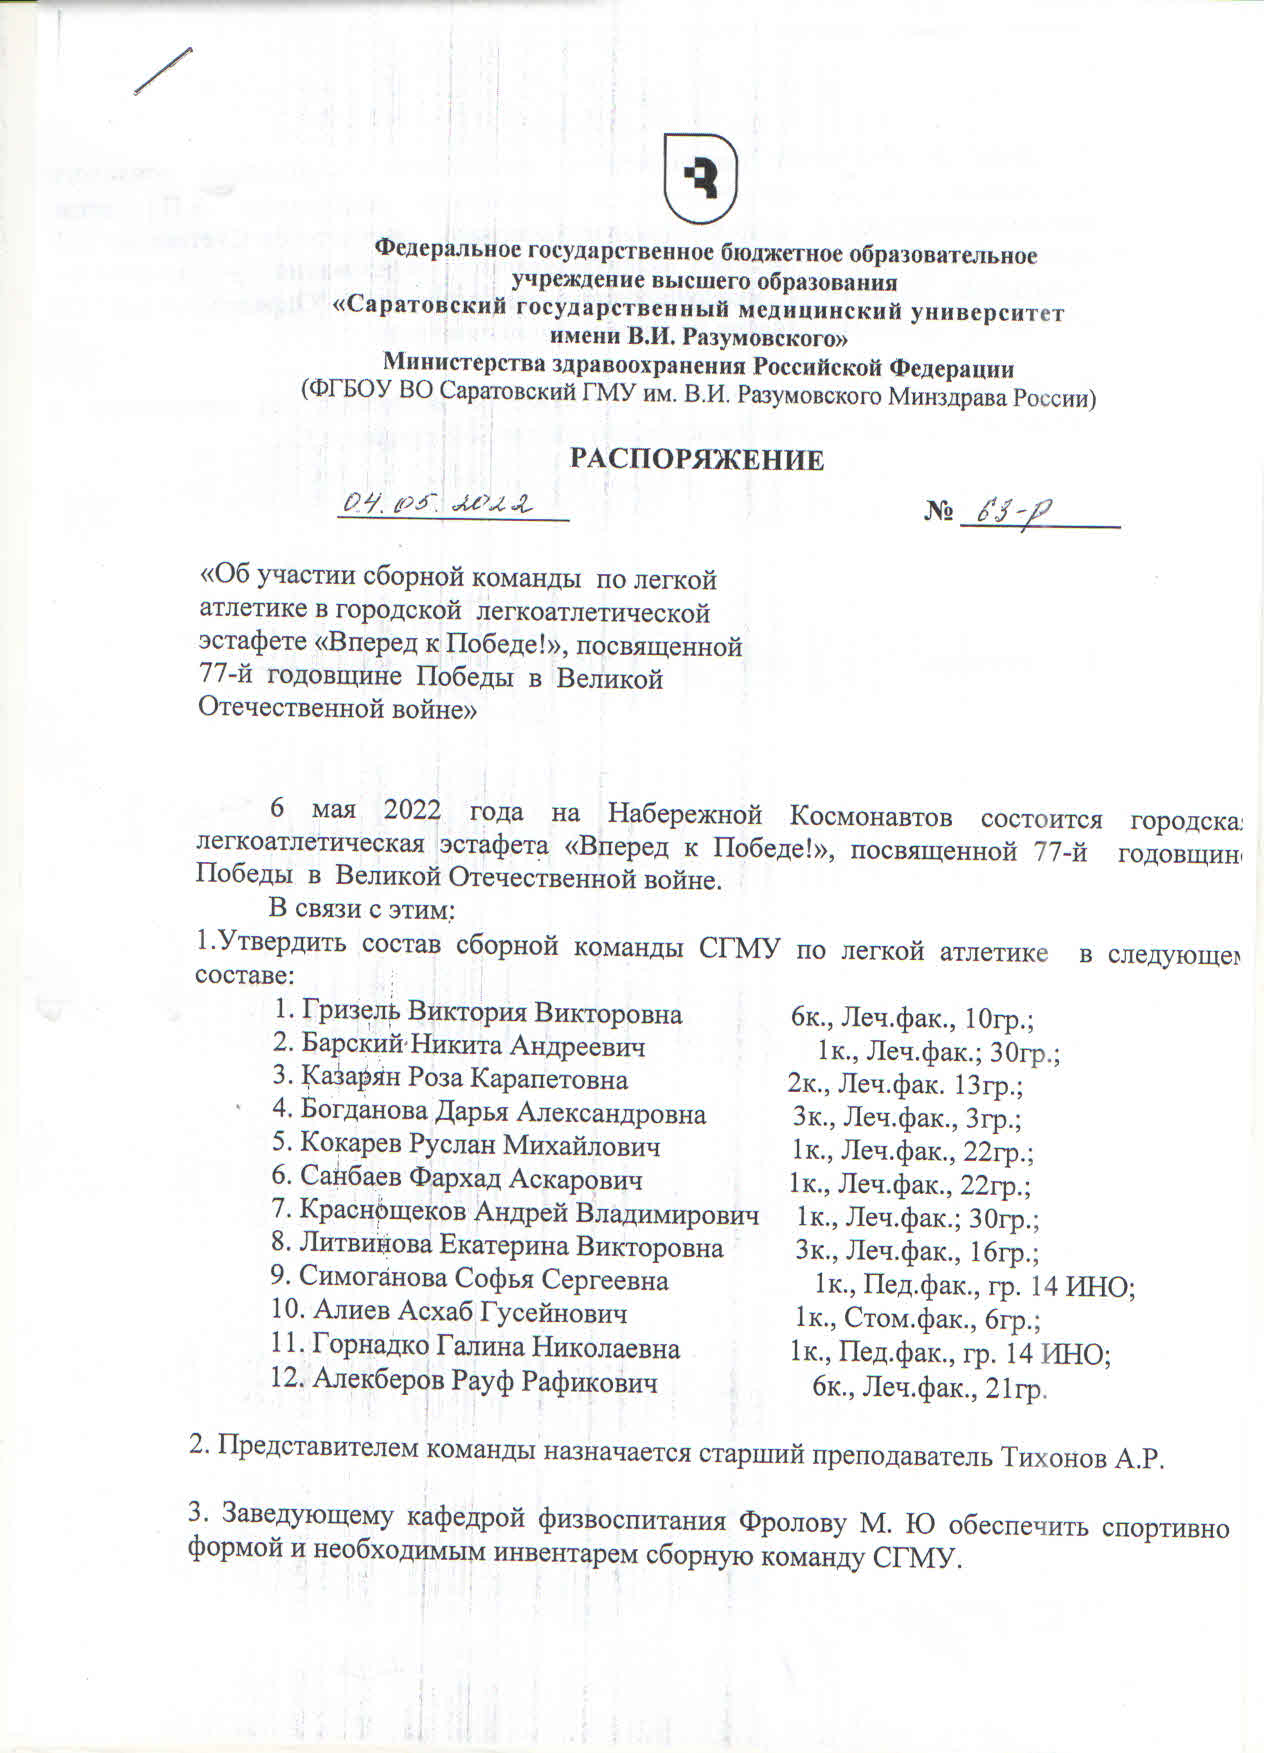 Федеральное государственное бюджетное образовательное
учреждение высшего образования
«Саратовский государственный медицинский университет
имени В.И. Разумовского»
Министерства здравоохранения Российской Федерации
(ФГБОУ ВО Саратовский ГМУ им. В.И. Разумовского Минздрава России)
РАСПОРЯЖЕНИЕ
04.05.2022 № 63-р
«Об участии сборной команды по легкой
атлетике в городской легкоатлетической
эстафете «Вперед к Победе!», посвященной
77-й годовщине Победы в Великой
Отечественной войне»
6 мая 2022 года на Набережной Космонавтов состоится городска
легкоатлетическая эстафета «Вперед к Победе!», посвященной 77-й годовщин
Победы в Великой Отечественной войне.
В связи с этим:
1.Утвердить состав сборной команды СГМУ по легкой атлетике в следующем
составе:
1. Гризель Виктория Викторовна 6к., Леч.фак., 10гр.;
2. Барский Никита Андреевич 1к., Леч.фак.; 30гр.;
3. Казарян Роза Карапетовна 2к., Леч.фак. 13гр.;
4. Богданова Дарья Александровна 3к., Леч.фак., 3гр.;
5. Кокарев Руслан Михайлович 1к., Леч.фак., 22гр.;
6. Санбаев Фархад Аскарович 1к., Леч.фак., 22гр.;
7. Краснощеков Андрей Владимирович 1к., Леч.фак.; 30гр.;
8. Литвинова Екатерина Викторовна 3к., Леч.фак., 16гр.;
9. Симоганова Софья Сергеевна 1к., Пед.фак., гр. 14 ИНО;
10. Алиев Асхаб Гусейнович 1к., Стом.фак., 6гр.;
11. Горнадко Галина Николаевна 1к., Пед.фак., гр. 14 ИНО;
12. Алекберов Рауф Рафикович 6к., Леч.фак., 21гр.
2. Представителем команды назначается старший преподаватель Тихонов А.Р.
3. Заведующему кафедрой физвоспитания Фролову М. Ю обеспечить спортивно
формой и необходимым инвентарем сборную команду СГМУ.